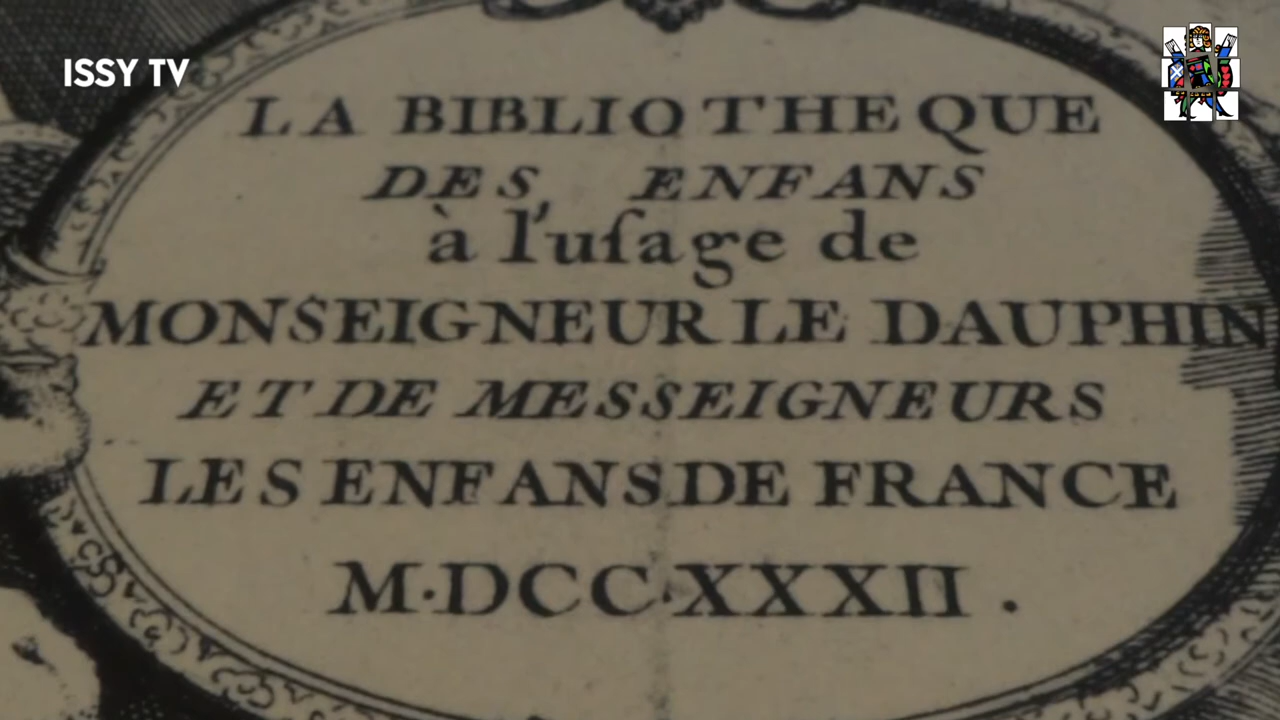 ISSY TV
LA BIBLIOTHEQUE
DES ENFANS
à l'uſage de
MONSEIGNEUR LE DAUPHIN
ET DE MESSEIGNEURS
LES ENFANS DE FRANCE
M·DCC·XXXII .